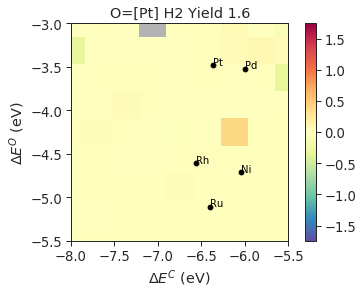 O=[Pt] H2 Yield 1.6
−3.0
−3.5
−4.0
−4.5
−5.0
−5.5
ΔE^O (eV)
Pt
Pd
Rh
Ni
Ru
−8.0 −7.5 −7.0 −6.5 −6.0 −5.5
ΔE^C (eV)
1.5
1.0
0.5
0.0
−0.5
−1.0
−1.5